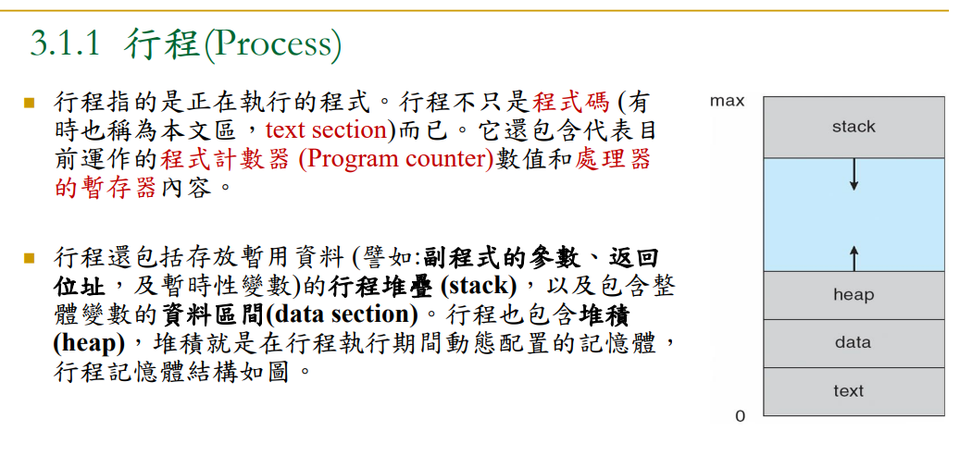 3.1.1 行程(Process)
行程指的是正在執行的程式。行程不只是程式碼 (有
時也稱為本文區，text section)而已。它還包含代表目
前運作的程式計數器 (Program counter)數值和處理器
的暫存器內容。
行程還包括存放暫用資料 (譬如:副程式的參數、返回
位址，及暫時性變數)的行程堆疊 (stack)，以及包含整
體變數的資料區間(data section)。行程也包含堆積
(heap)，堆積就是在行程執行期間動態配置的記憶體，
行程記憶體結構如圖。
max
stack
heap
data
text
0